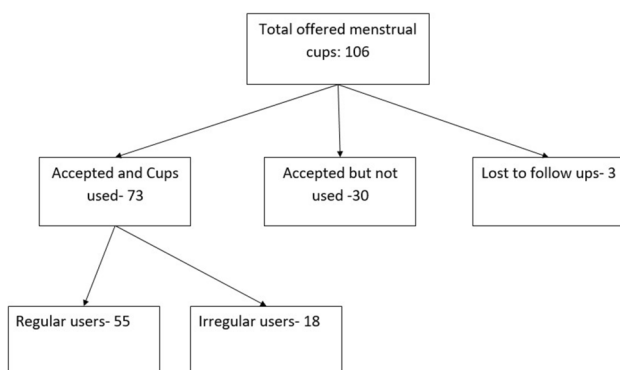 Total offered menstrual
cups: 106
Accepted and Cups
used- 73
Accepted but not
used -30
Lost to follow ups- 3
Regular users- 55
Irregular users- 18